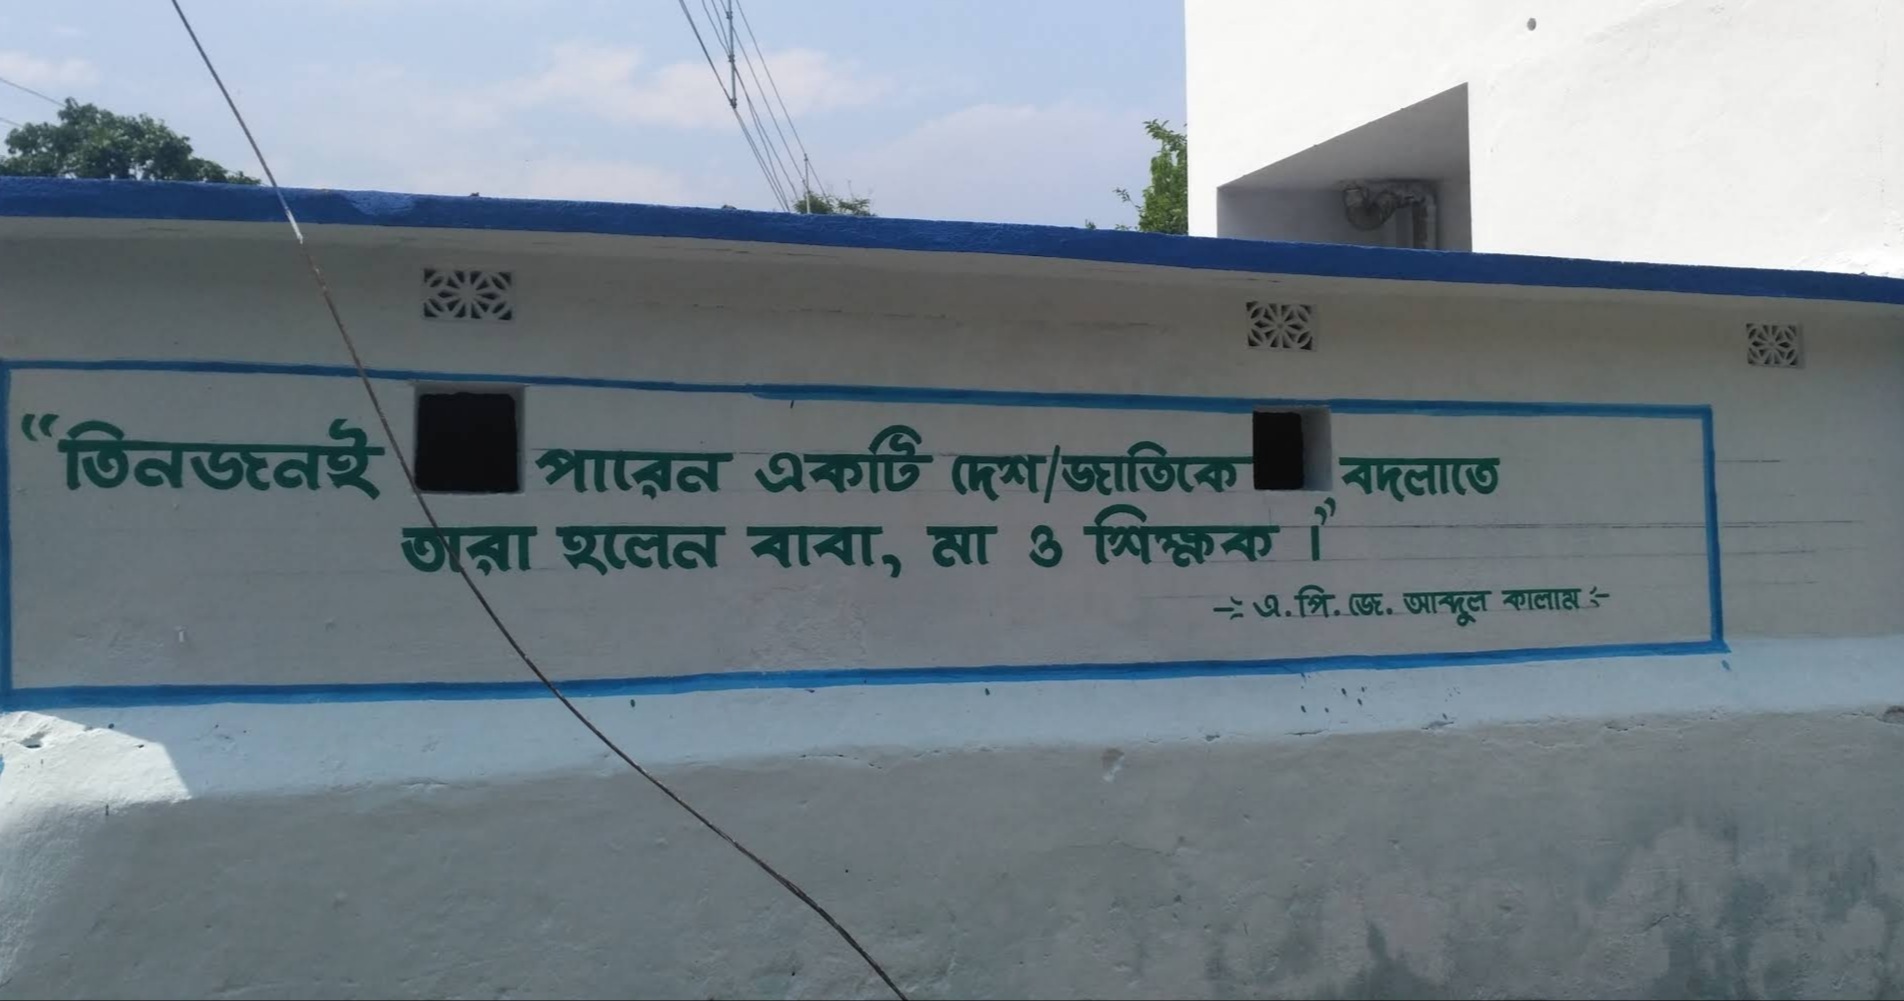 “তিনজনই পারেন একটি দেশ/জাতিকে বদলাতে
তারা হলেন বাবা, মা ও শিক্ষক।”
-ঃ এ. পি. জে. আব্দুল কালাম ঃ-